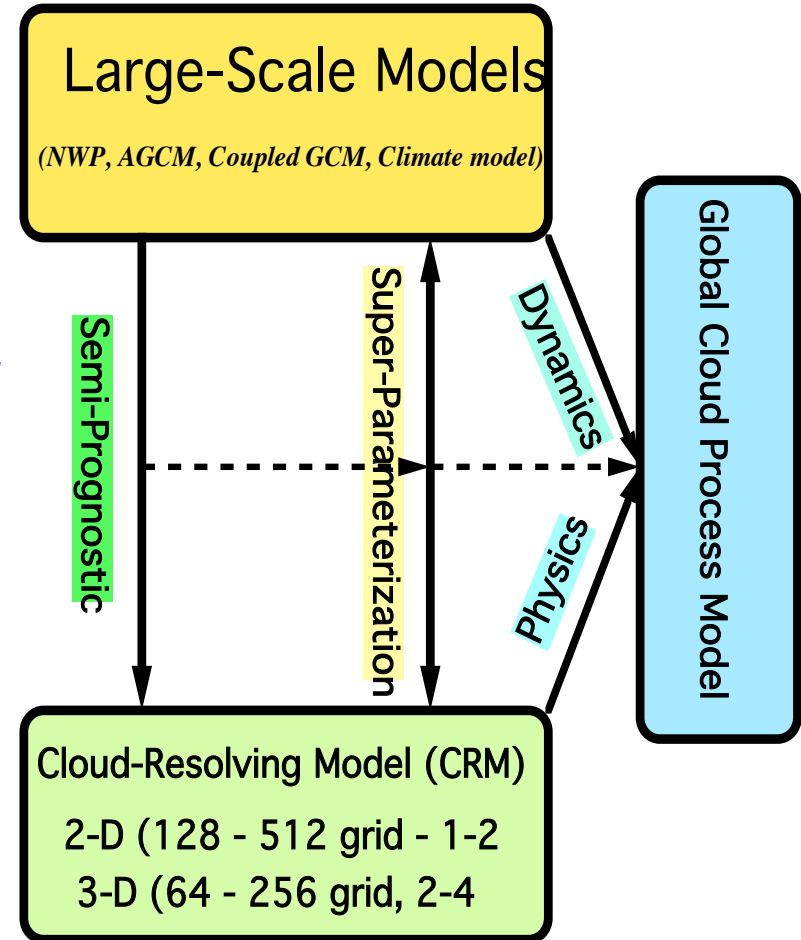 Large-Scale Models
(NWP, AGCM, Coupled GCM, Climate model)
Semi-Prognostic
Super-Parameterization
Dynamics
Physics
Global Cloud Process Model
Cloud-Resolving Model (CRM)
2-D (128 - 512 grid - 1-2
3-D (64 - 256 grid, 2-4